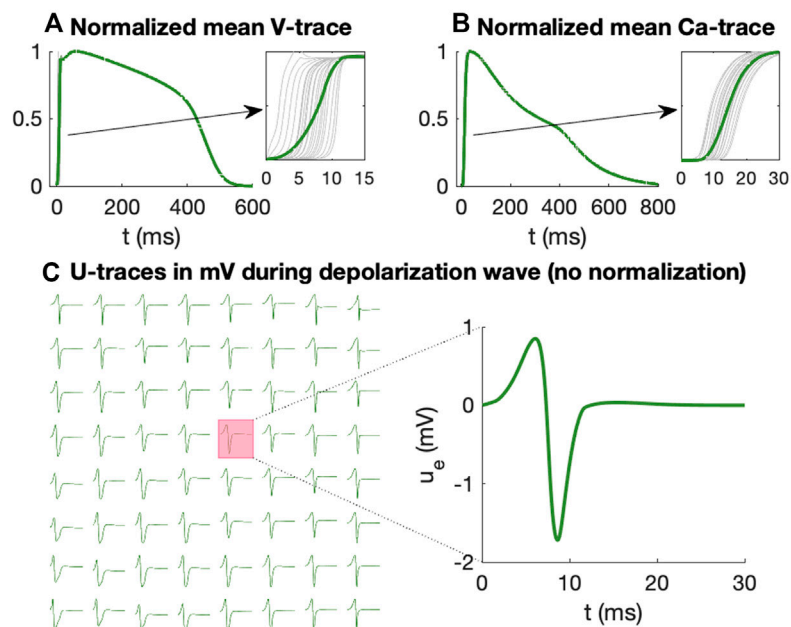 A Normalized mean V-trace
1
0.5
0
0 200 400 600
t (ms)
0 5 10 15
B Normalized mean Ca-trace
1
0.5
0
0 200 400 600 800
t (ms)
0 10 20 30
C U-traces in mV during depolarization wave (no normalization)
1
0
-1
-2
u_e (mV)
0 10 20 30
t (ms)